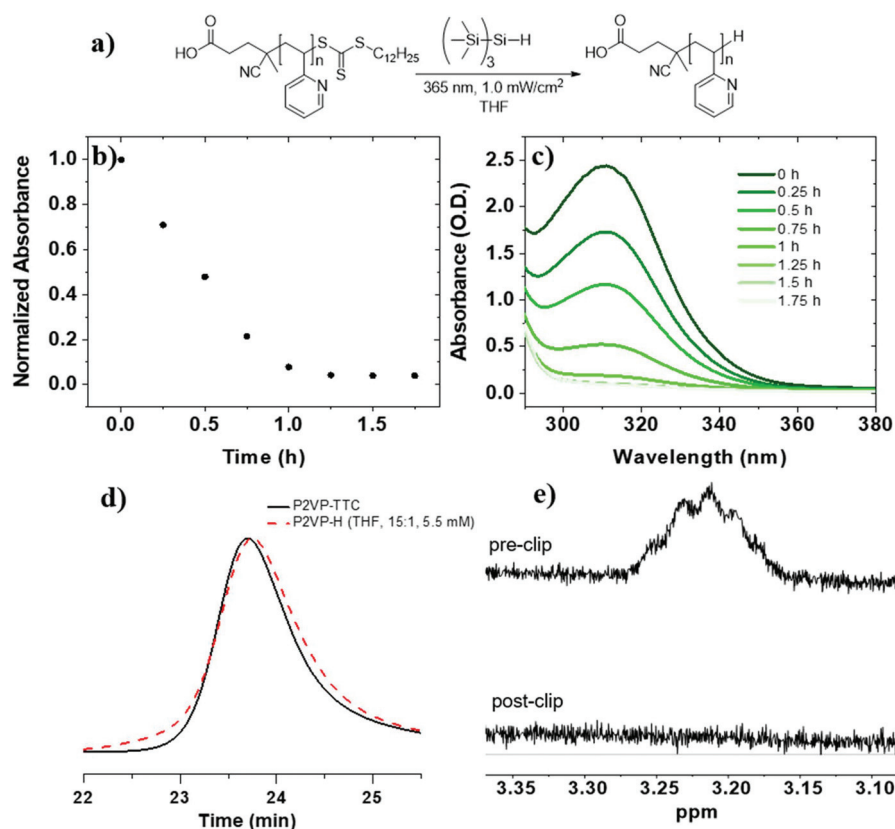 a)
O
HO
NC
n
N
S
S
C12H25
S
Si
Si-H
3
365 nm, 1.0 mW/cm2
THF
O
HO
NC
n
H
N
b)
Normalized Absorbance
1.0
0.8
0.6
0.4
0.2
0.0
0.0 0.5 1.0 1.5
Time (h)
c)
Absorbance (O.D.)
2.5
2.0
1.5
1.0
0.5
0.0
300 320 340 360 380
Wavelength (nm)
0 h
0.25 h
0.5 h
0.75 h
1 h
1.25 h
1.5 h
1.75 h
d)
P2VP-TTC
P2VP-H (THF, 15:1, 5.5 mM)
22 23 24 25
Time (min)
e)
pre-clip
post-clip
3.35 3.30 3.25 3.20 3.15 3.10
ppm